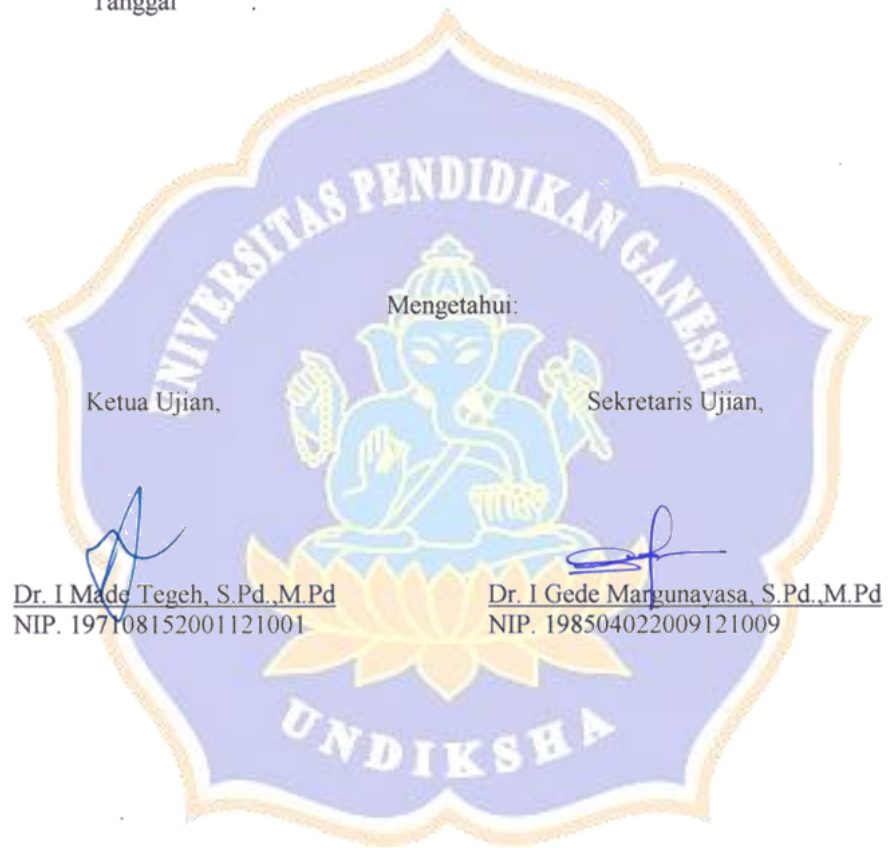 Tanggal :
UNIVERSITAS PENDIDIKAN GANESH
Mengetahui:
Ketua Ujian,
Sekretaris Ujian,
Dr. I Made Tegeh, S.Pd.,M.Pd
NIP. 197108152001121001
Dr. I Gede Margunayasa, S.Pd.,M.Pd
NIP. 198504022009121009
UNDIKSHA